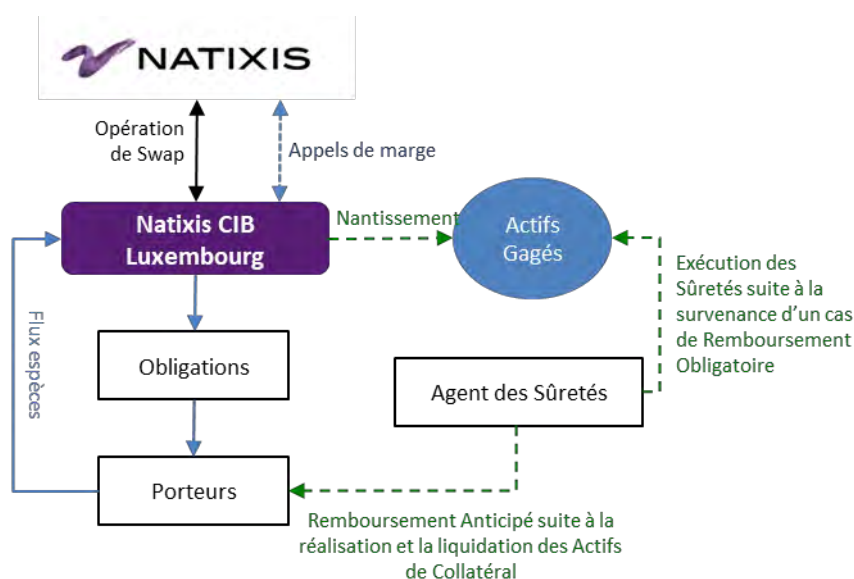 NATIXIS
Opération
de Swap
Appels de marge
Natixis CIB
Luxembourg
Nantissement
Actifs
Gagés
Exécution des
Sûretés suite à la
survenance d’un cas
de Remboursement
Obligatoire
Flux espèces
Obligations
Agent des Sûretés
Porteurs
Remboursement Anticipé suite à la
réalisation et la liquidation des Actifs
de Collatéral